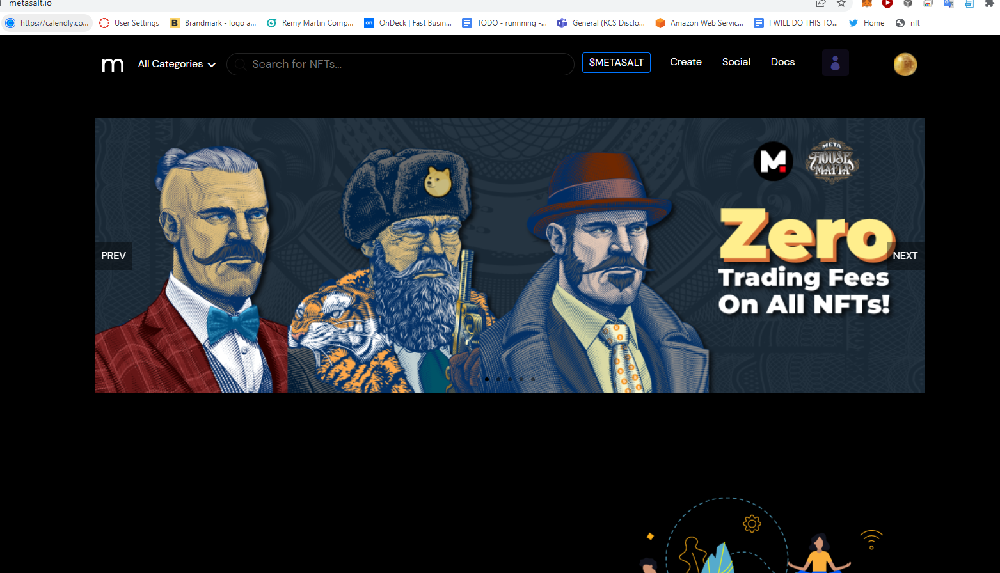 metasalt.io
https://calendly.co...
User Settings
Brandmark - logo a...
Remy Martin Comp...
on
OnDeck | Fast Busin...
TODO - runnning -...
General (RCS Disclo...
Amazon Web Servic...
I WILL DO THIS TO...
Home
nft
m
All Categories
Search for NFTs...
$METASALT
Create
Social
Docs
M
META
HOUSE
MAFIA
Zero
Trading Fees
On All NFTs!
PREV
NEXT